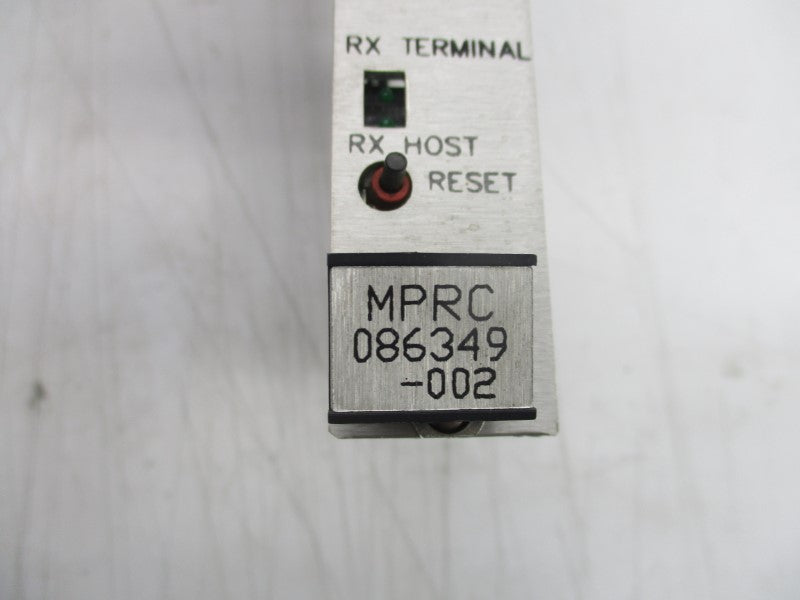 RX TERMINAL
RX HOST
RESET
MPRC
086349
-002